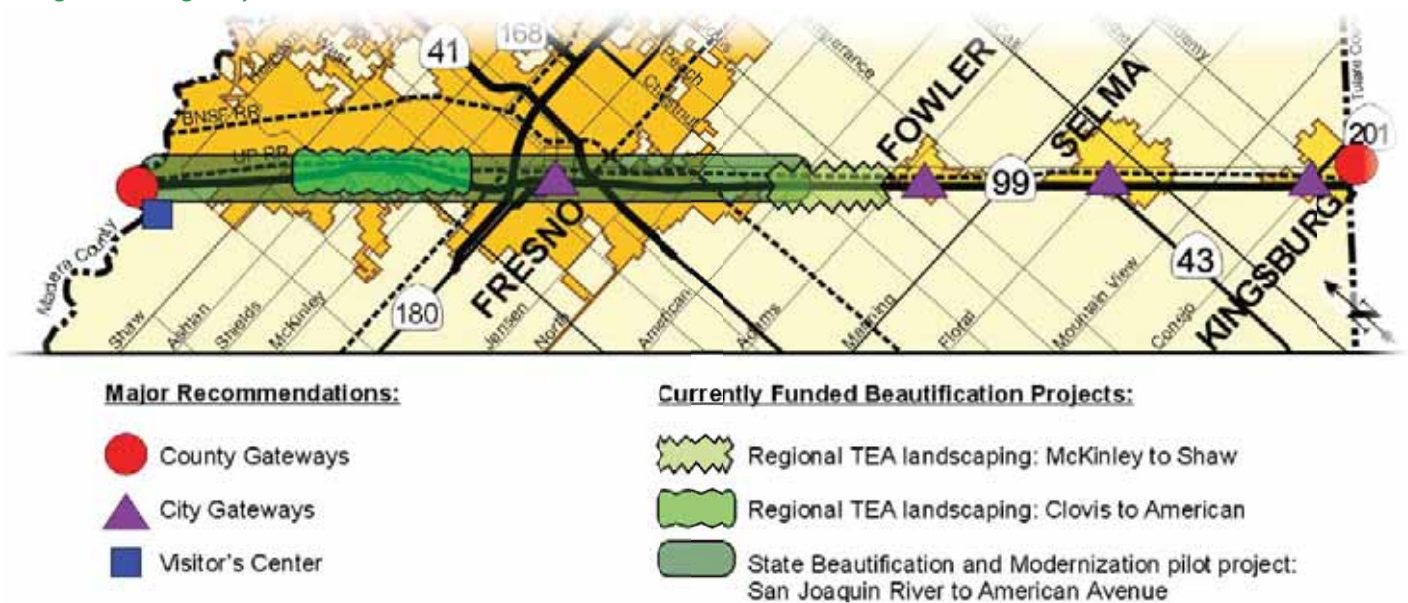 168
41
Peach
Chestnut
BNSF RR
UP RR
FOWLER
SELMA
201
99
Madera County
FRESNO
180
43
KINGSBURG
Shaw
Ashlan
Shields
McKinley
Jensen
North
American
Adams
Manning
Floral
Mountain View
Conejo
Major Recommendations:
County Gateways
City Gateways
Visitor's Center
Currently Funded Beautification Projects:
Regional TEA landscaping: McKinley to Shaw
Regional TEA landscaping: Clovis to American
State Beautification and Modernization pilot project:
San Joaquin River to American Avenue